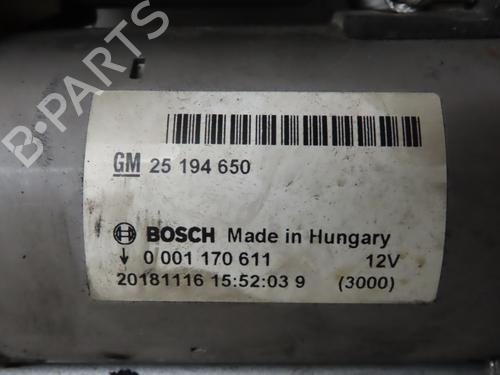 B-PARTS
GM 25 194 650
BOSCH Made in Hungary
0 001 170 611 12V
20181116 15:52:03 9 (3000)